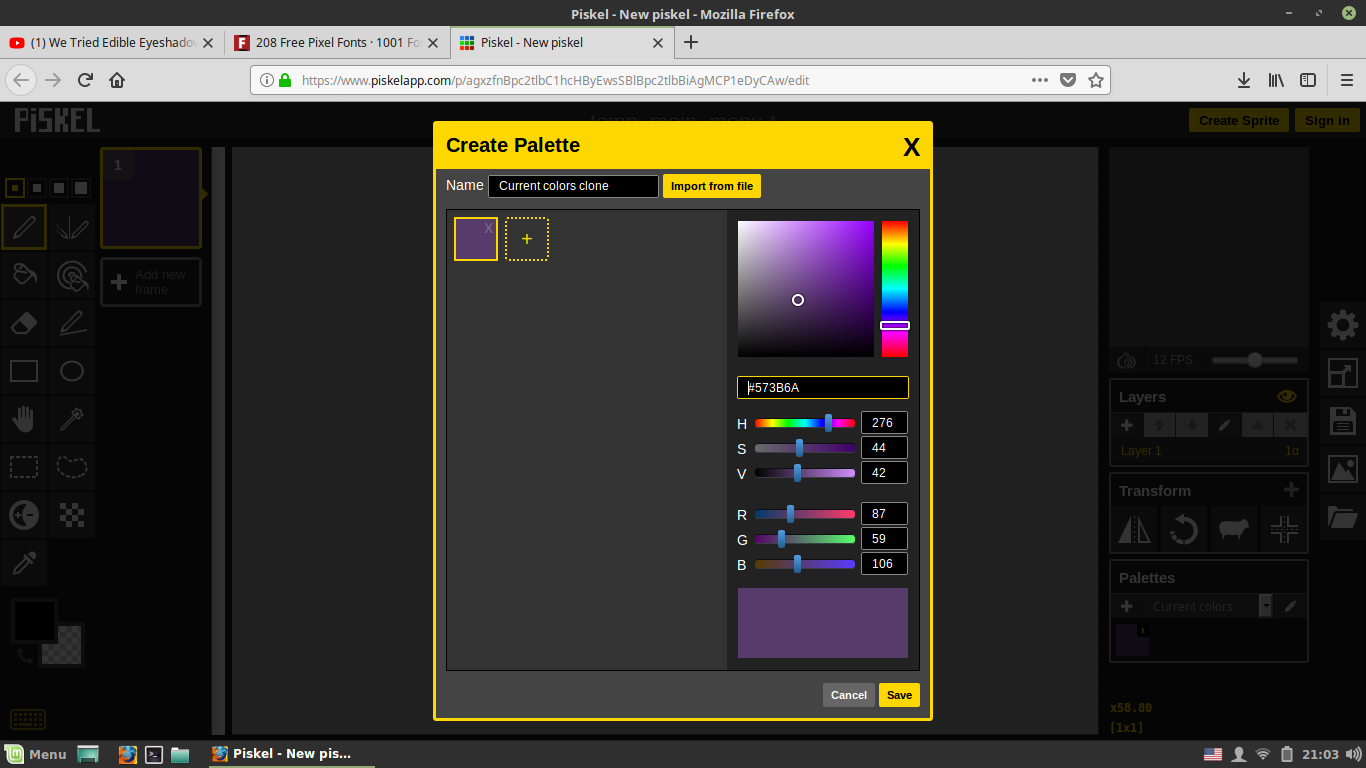 Piskel - New piskel - Mozilla Firefox
(1) We Tried Edible Eyeshado
208 Free Pixel Fonts · 1001 Fo
Piskel - New piskel
https://www.piskelapp.com/p/agxzfnBpc2tlbC1hcHByEwsSBlBpc2tlbBiAgMCP1eDyCAw/edit
PISKEL
temp_main_menu *
Create Sprite
Sign in
Create Palette
X
Name
Current colors clone
Import from file
1
X
+
Add new
frame
12 FPS
#573B6A
Layers
H 276
S 44
V 42
Layer 1
1α
Transform
R 87
G 59
B 106
Palettes
Current colors
1
Cancel
Save
x58.80
[1x1]
Menu
Piskel - New pis...
21:03